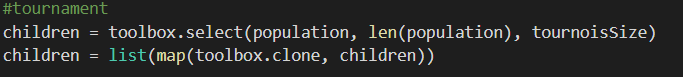 #tournament
children = toolbox.select(population, len(population), tournoisSize)
children = list(map(toolbox.clone, children))